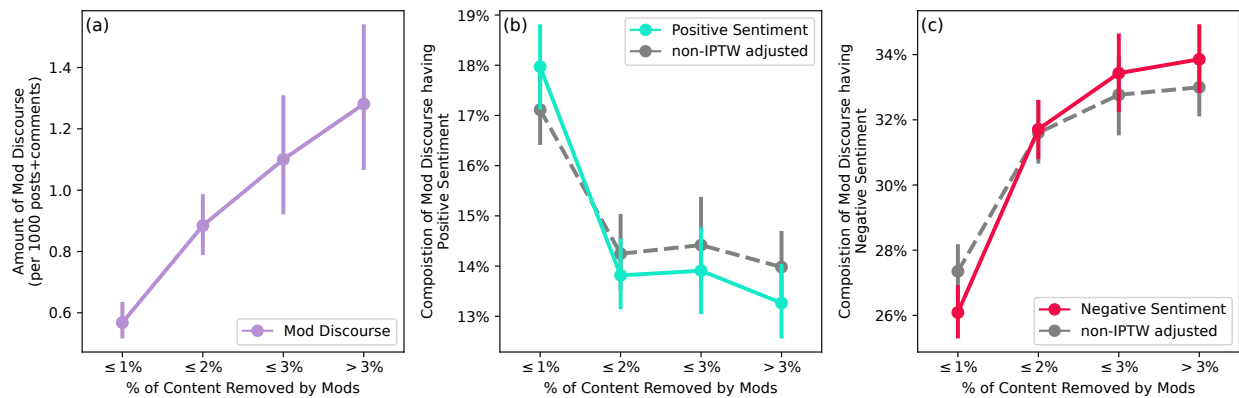 (a)
Amount of Mod Discourse
(per 1000 posts+comments)
1.4
1.2
1.0
0.8
0.6
Mod Discourse
≤ 1%
≤ 2%
≤ 3%
> 3%
% of Content Removed by Mods
(b)
Compoistion of Mod Discourse having
Positive Sentiment
19%
18%
17%
16%
15%
14%
13%
Positive Sentiment
non-IPTW adjusted
≤ 1%
≤ 2%
≤ 3%
> 3%
% of Content Removed by Mods
(c)
Compoistion of Mod Discourse having
Negative Sentiment
34%
32%
30%
28%
26%
Negative Sentiment
non-IPTW adjusted
≤ 1%
≤ 2%
≤ 3%
> 3%
% of Content Removed by Mods